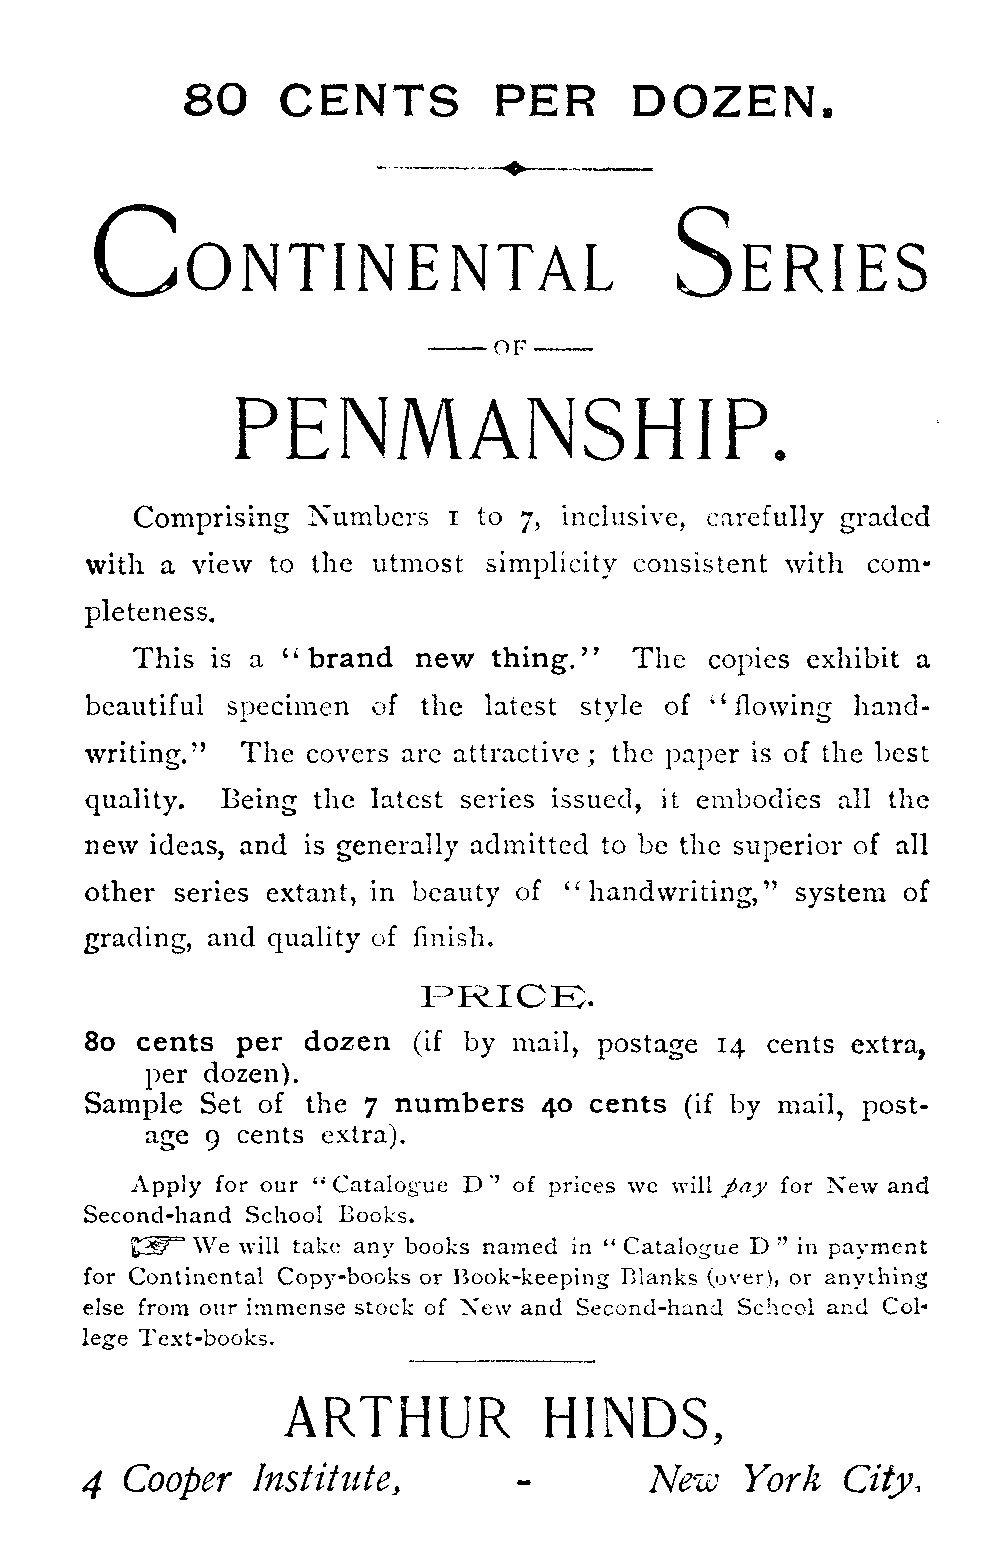 80 CENTS PER DOZEN.
CONTINENTAL SERIES
OF
PENMANSHIP.
Comprising Numbers 1 to 7, inclusive, carefully graded
with a view to the utmost simplicity consistent with com-
pleteness.
This is a "brand new thing." The copies exhibit a
beautiful specimen of the latest style of "flowing hand-
writing." The covers are attractive; the paper is of the best
quality. Being the latest series issued, it embodies all the
new ideas, and is generally admitted to be the superior of all
other series extant, in beauty of "handwriting," system of
grading, and quality of finish.
PRICE.
80 cents per dozen (if by mail, postage 14 cents extra,
per dozen).
Sample Set of the 7 numbers 40 cents (if by mail, post-
age 9 cents extra).
Apply for our "Catalogue D" of prices we will pay for New and
Second-hand School Books.
☞ We will take any books named in "Catalogue D" in payment
for Continental Copy-books or Book-keeping Blanks (over), or anything
else from our immense stock of New and Second-hand School and Col-
lege Text-books.
ARTHUR HINDS,
4 Cooper Institute, - New York City.